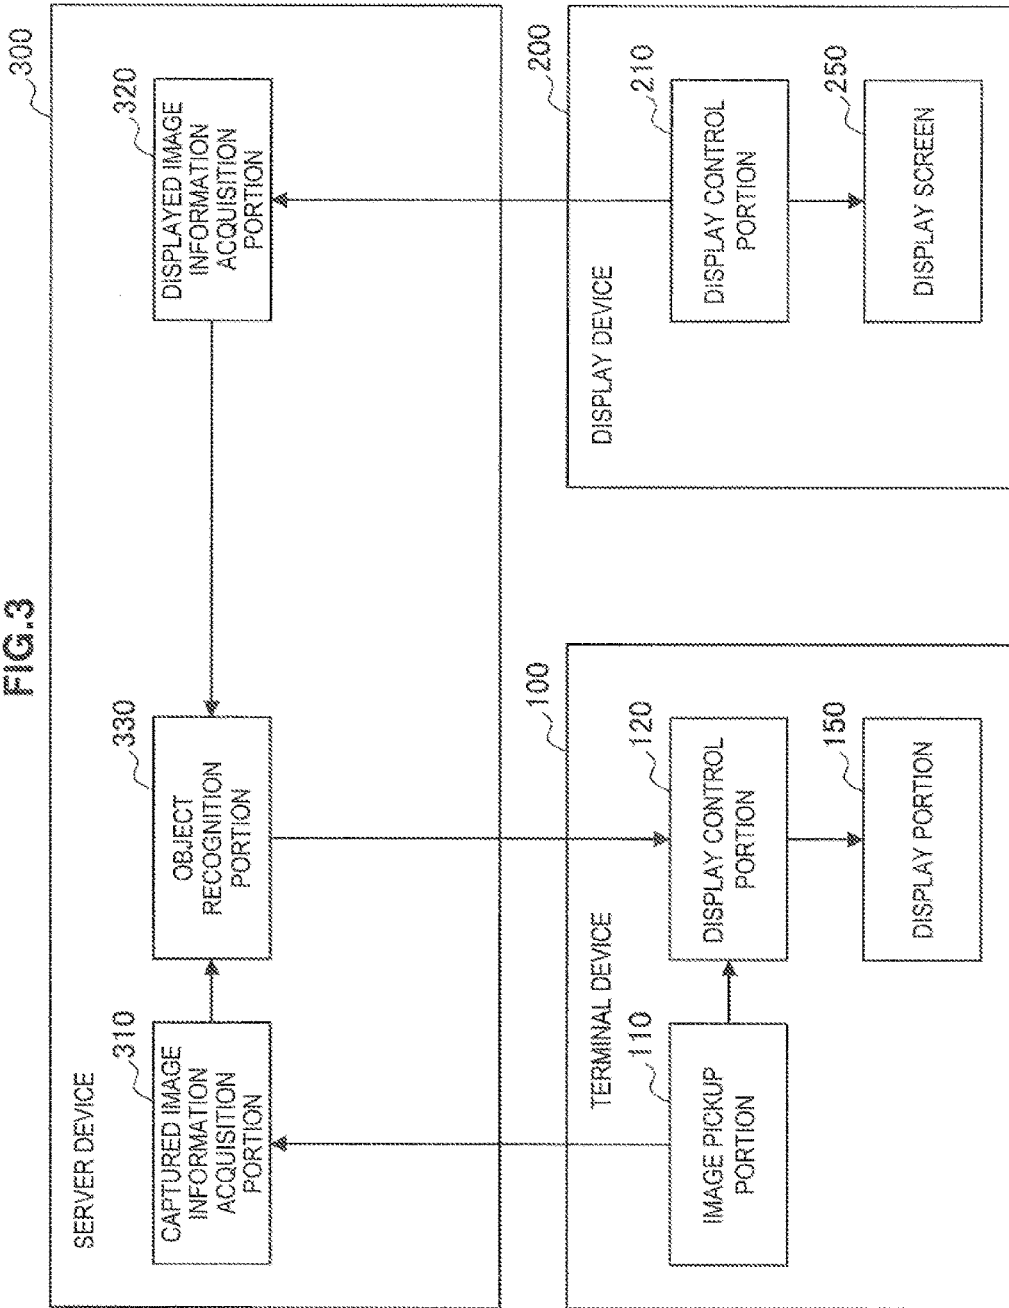 FIG.3
300
SERVER DEVICE
310
CAPTURED IMAGE
INFORMATION
ACQUISITION
PORTION
330
OBJECT
RECOGNITION
PORTION
320
DISPLAYED IMAGE
INFORMATION
ACQUISITION
PORTION
100
TERMINAL DEVICE
110
IMAGE PICKUP
PORTION
120
DISPLAY CONTROL
PORTION
150
DISPLAY PORTION
200
DISPLAY DEVICE
210
DISPLAY CONTROL
PORTION
250
DISPLAY SCREEN